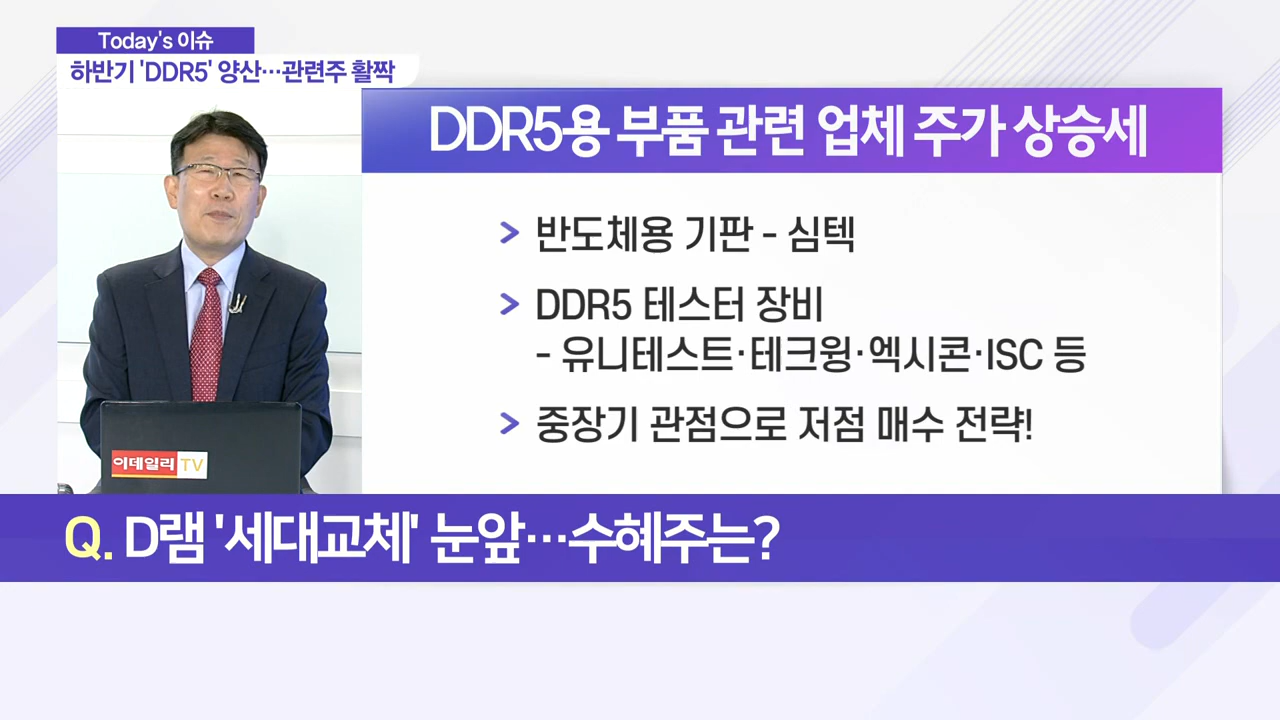 Today's 이슈
하반기 'DDR5' 양산…관련주 활짝
DDR5용 부품 관련 업체 주가 상승세
> 반도체용 기판 - 심텍
> DDR5 테스터 장비
- 유니테스트·테크윙·엑시콘·ISC 등
> 중장기 관점으로 저점 매수 전략!
이데일리TV
Q. D램 '세대교체' 눈앞…수혜주는?